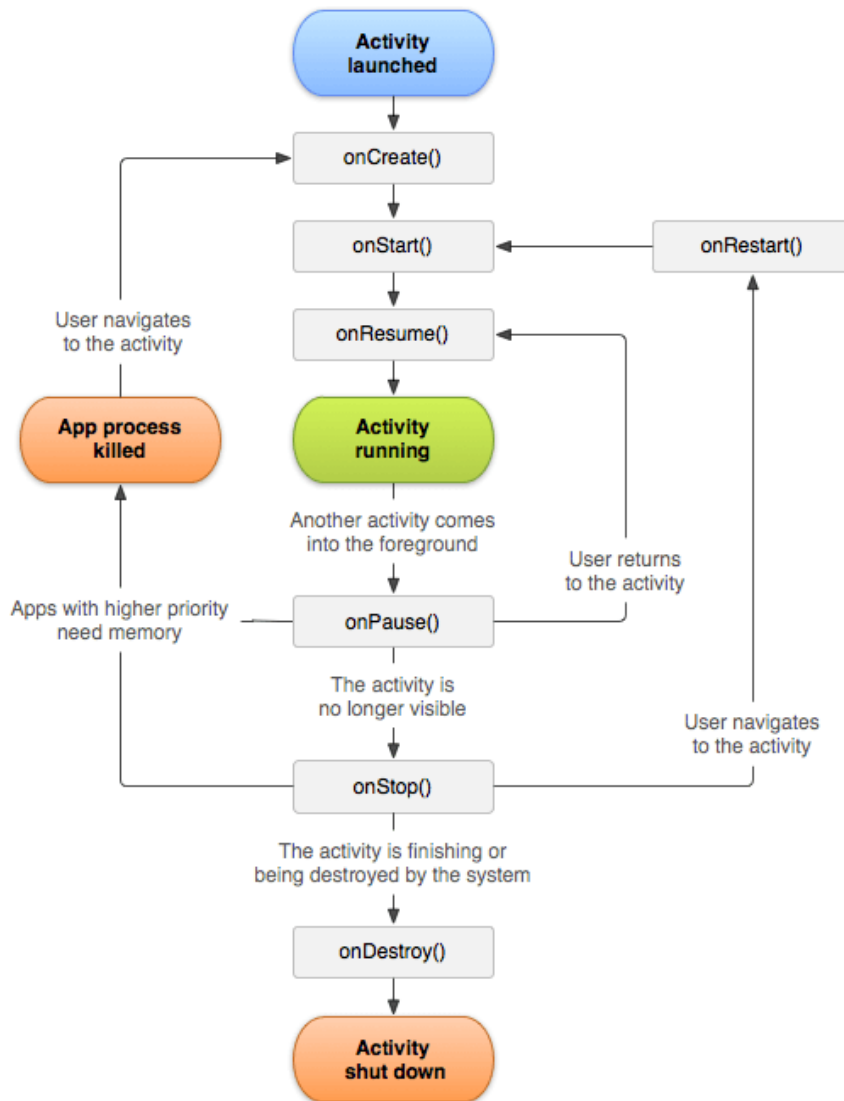 Activity
launched
onCreate()
onStart()
onRestart()
User navigates
to the activity
onResume()
App process
killed
Activity
running
Another activity comes
into the foreground
User returns
to the activity
Apps with higher priority
need memory
onPause()
The activity is
no longer visible
User navigates
to the activity
onStop()
The activity is finishing or
being destroyed by the system
onDestroy()
Activity
shut down